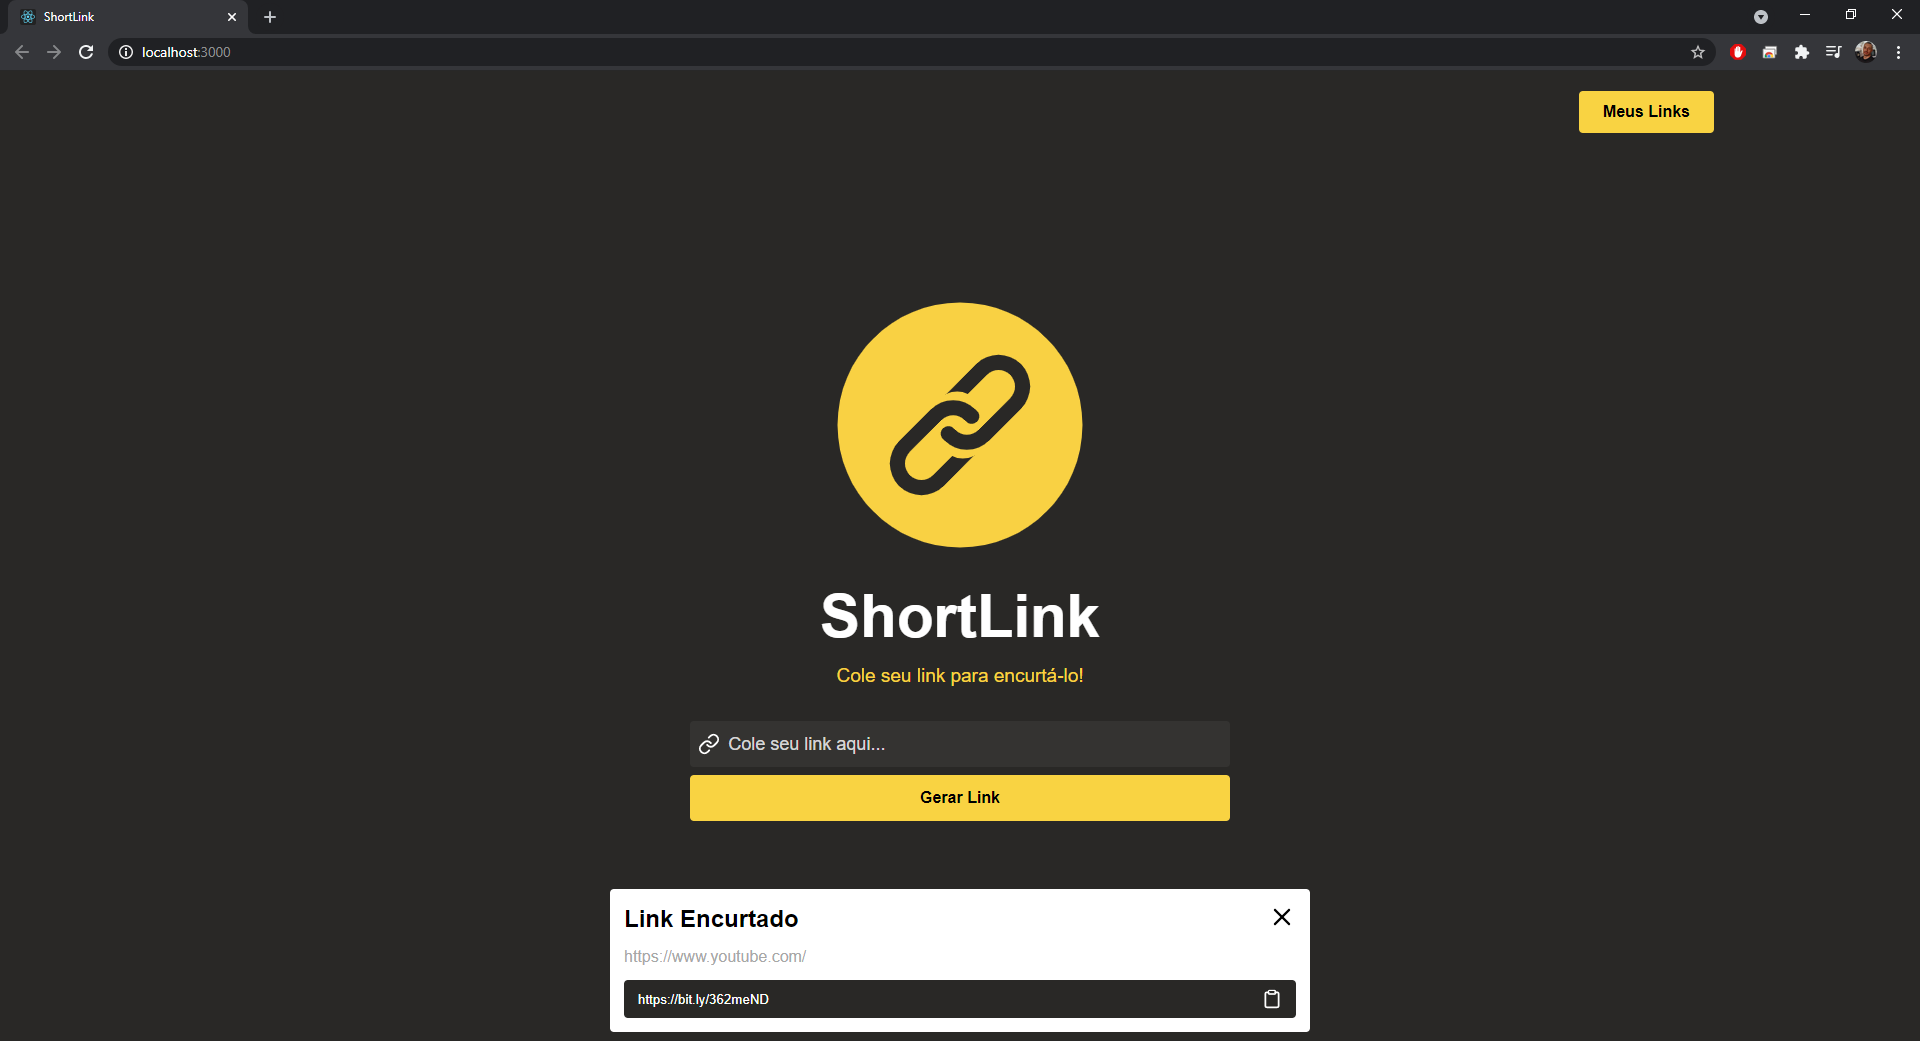 ShortLink
localhost:3000
Meus Links
ShortLink
Cole seu link para encurtá-lo!
Cole seu link aqui...
Gerar Link
Link Encurtado
https://www.youtube.com/
https://bit.ly/362meND